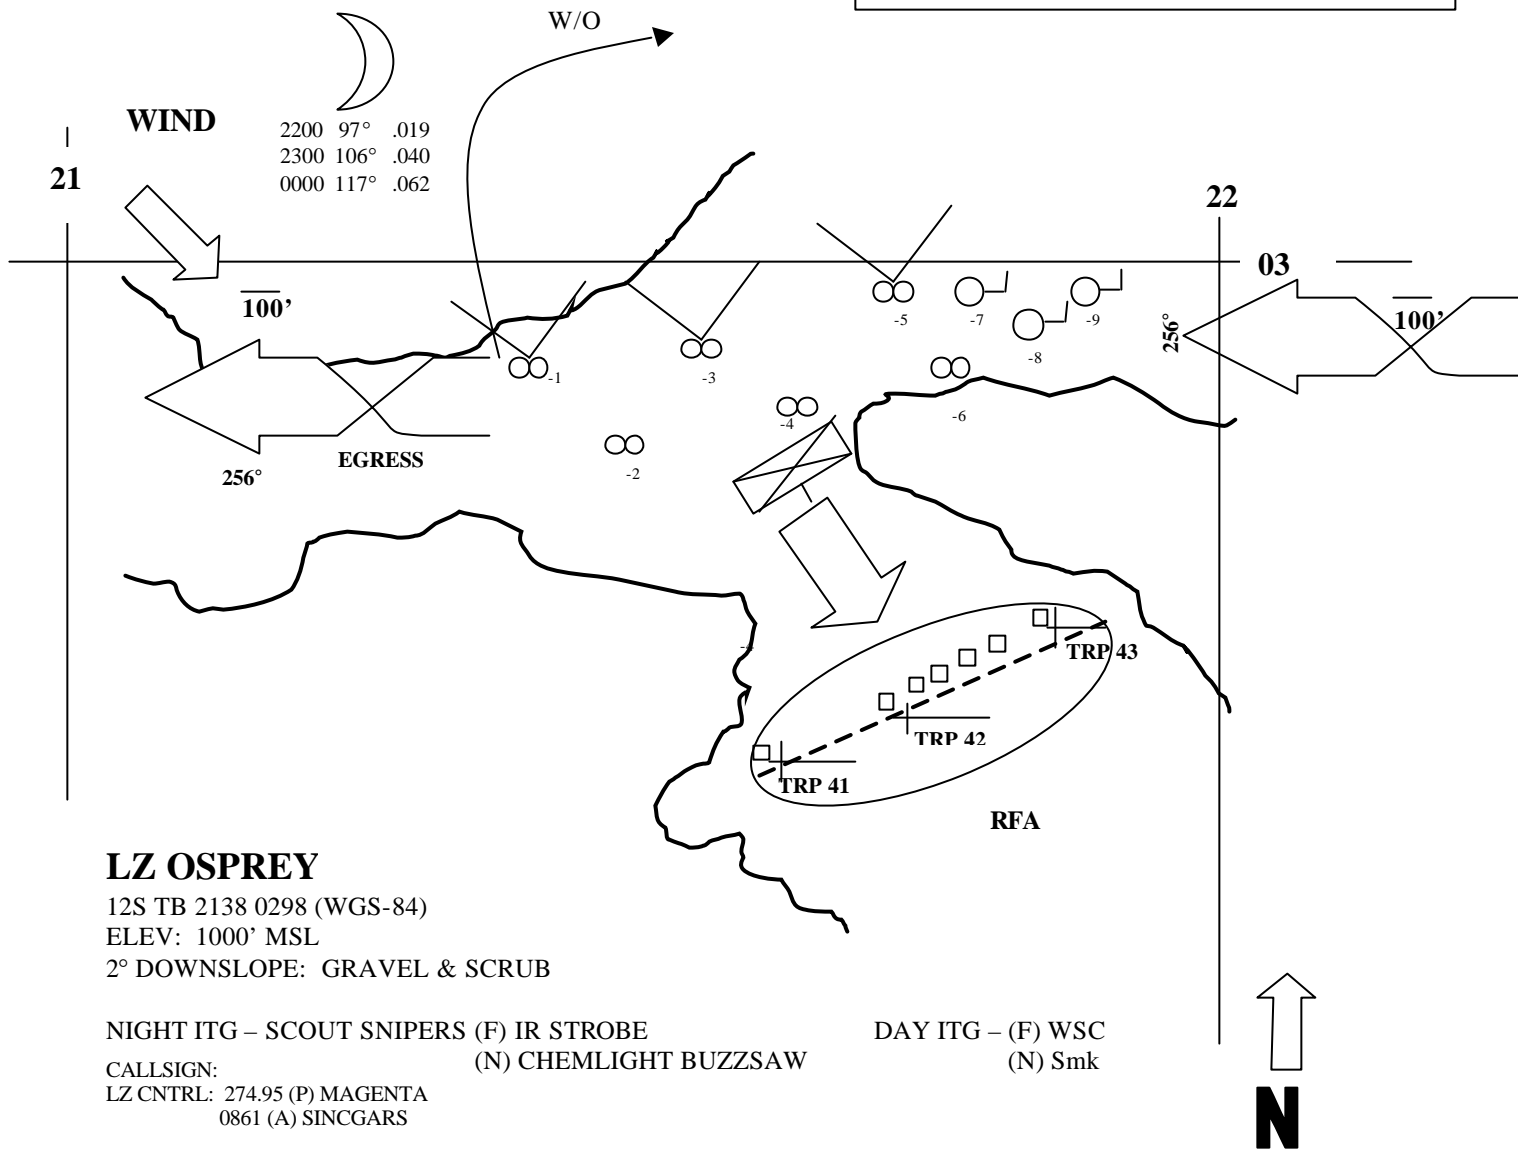 W/O
WIND
2200 97° .019
2300 106° .040
0000 117° .062
21
22
03
100’
100’
256°
-1
-2
-3
-4
-5
-6
-7
-8
-9
EGRESS
256°
TRP 43
TRP 42
TRP 41
RFA
LZ OSPREY
12S TB 2138 0298 (WGS-84)
ELEV: 1000’ MSL
2° DOWNSLOPE: GRAVEL & SCRUB
NIGHT ITG – SCOUT SNIPERS (F) IR STROBE
(N) CHEMLIGHT BUZZSAW
DAY ITG – (F) WSC
(N) Smk
CALLSIGN:
LZ CNTRL: 274.95 (P) MAGENTA
0861 (A) SINCGARS
N